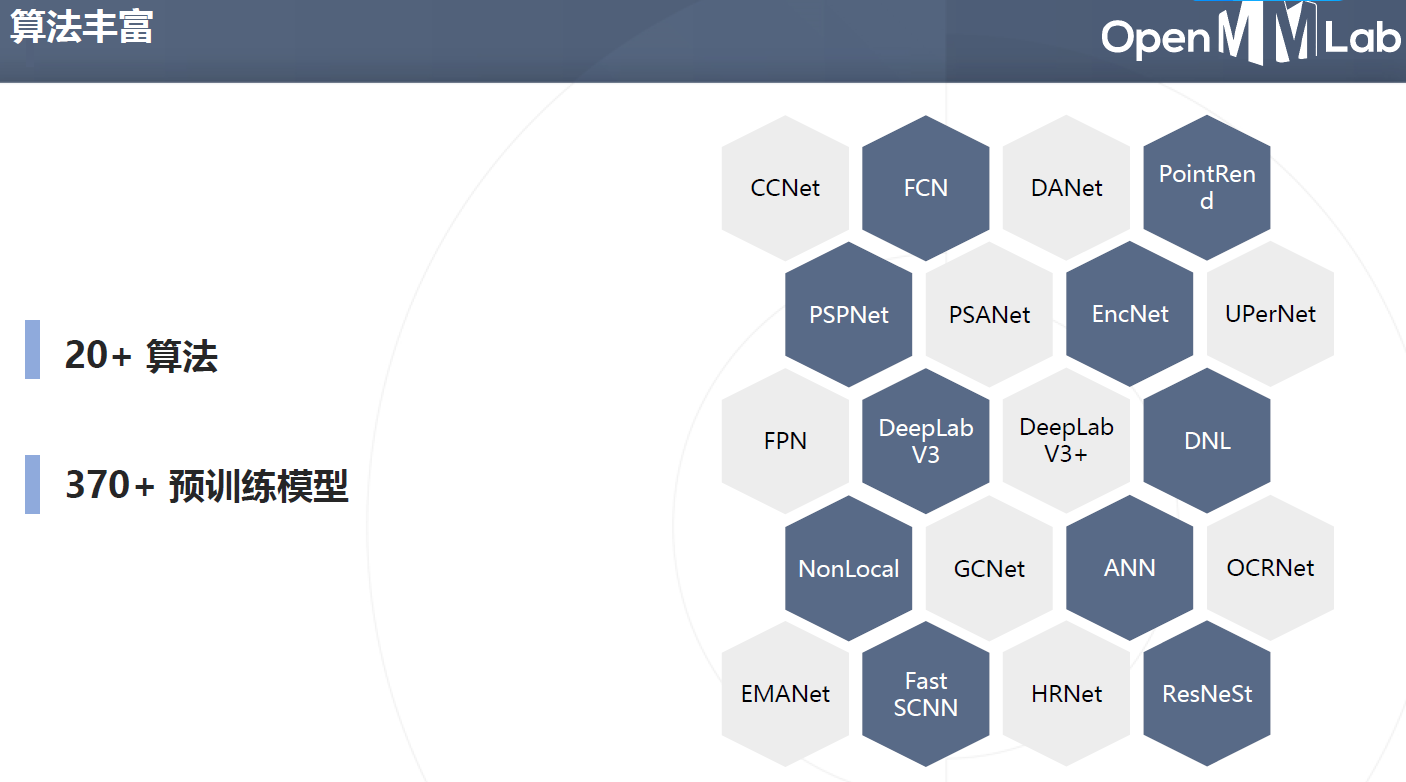 算法丰富
OpenMMLab
20+ 算法
370+ 预训练模型
CCNet
FCN
DANet
PointRen
d
PSPNet
PSANet
EncNet
UPerNet
FPN
DeepLab
V3
DeepLab
V3+
DNL
NonLocal
GCNet
ANN
OCRNet
EMANet
Fast
SCNN
HRNet
ResNeSt